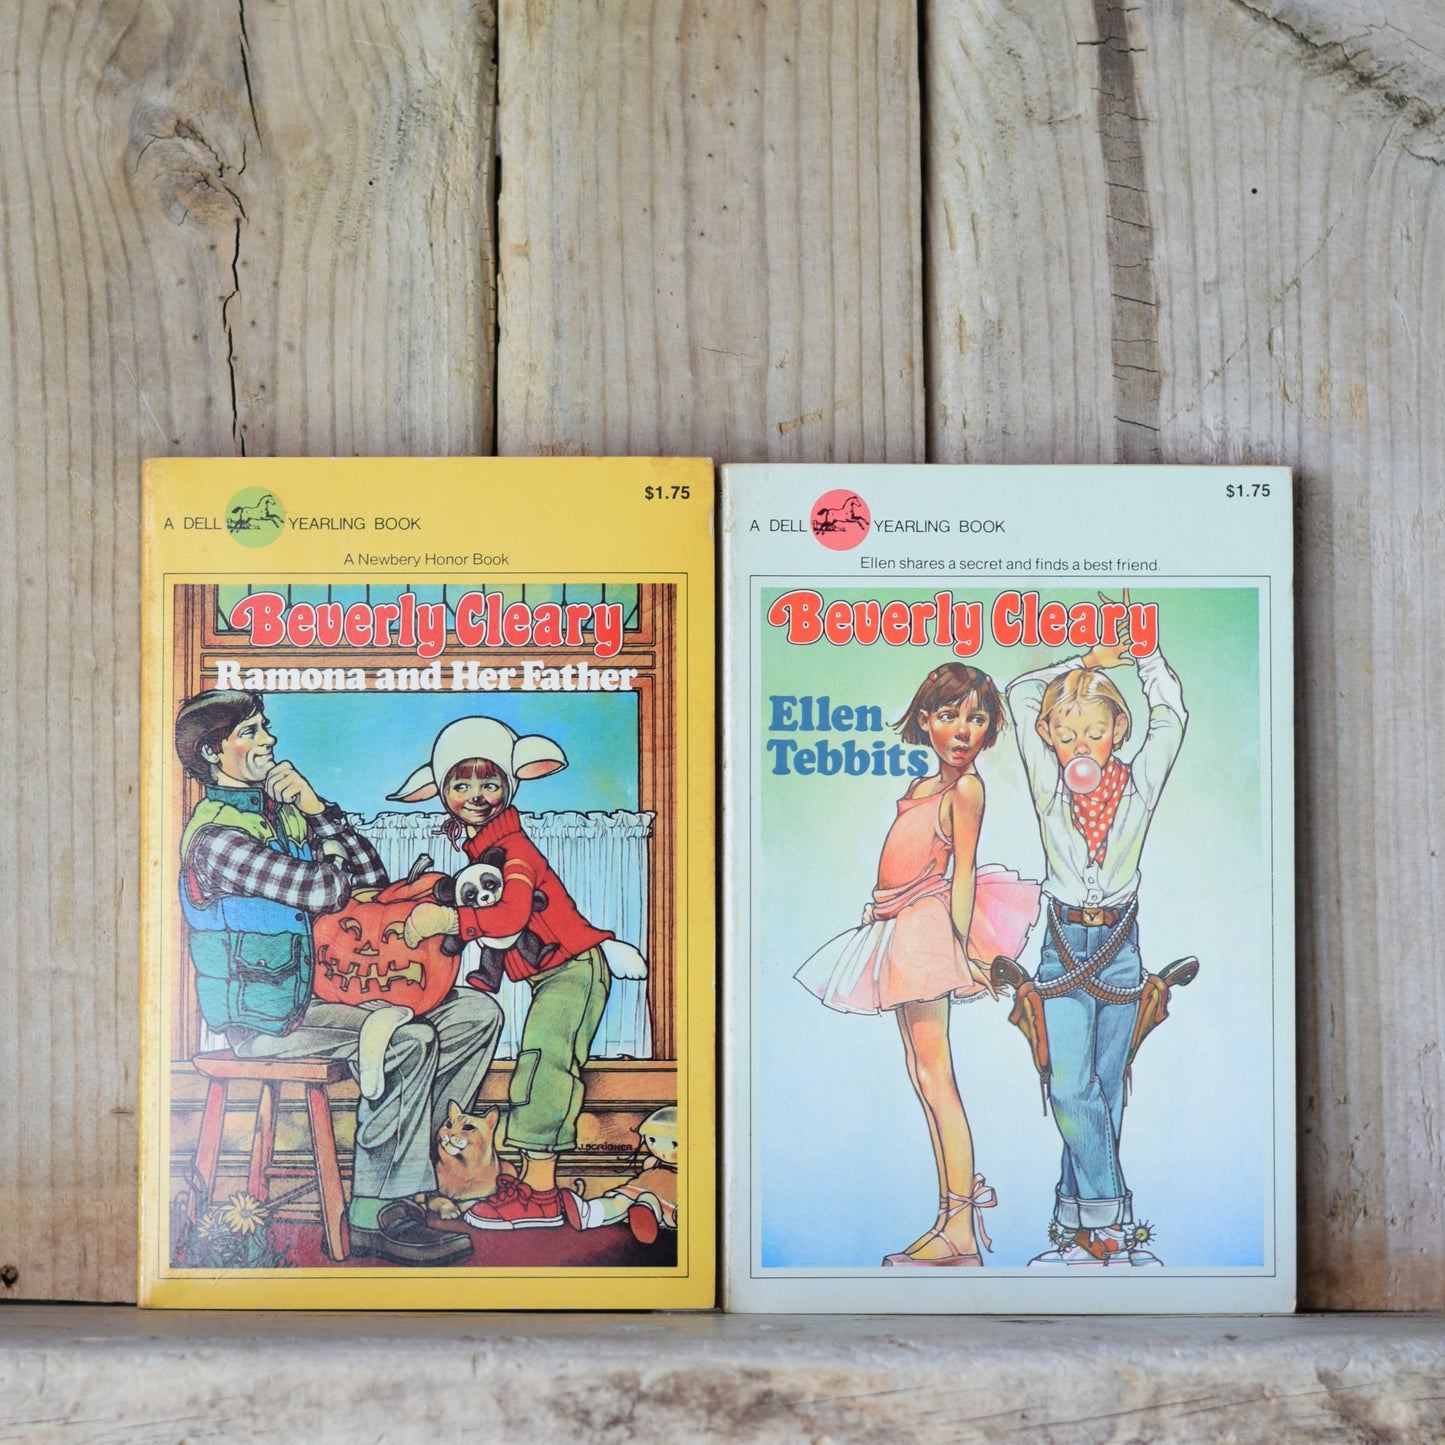 $1.75
A DELL YEARLING BOOK
A Newbery Honor Book
Beverly Cleary
Ramona and Her Father
J. SCRIBNER
$1.75
A DELL YEARLING BOOK
Ellen shares a secret and finds a best friend.
Beverly Cleary
Ellen
Tebbits
SCRIBNER